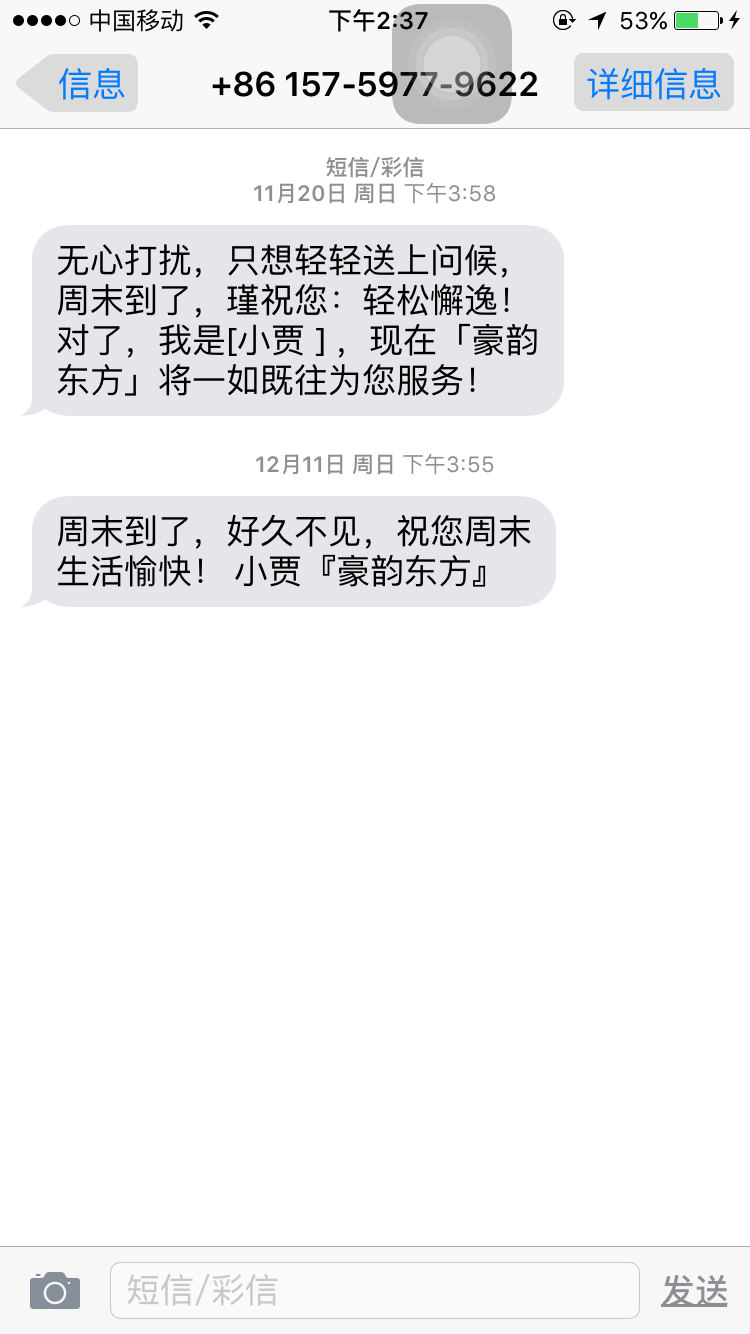 中国移动 下午2:37 53%
信息 +86 157-5977-9622 详细信息
短信/彩信
11月20日 周日 下午3:58
无心打扰，只想轻轻送上问候，
周末到了，瑾祝您：轻松懈逸！
对了，我是[小贾 ]，现在「豪韵
东方」将一如既往为您服务！
12月11日 周日 下午3:55
周末到了，好久不见，祝您周末
生活愉快！ 小贾『豪韵东方』
短信/彩信 发送